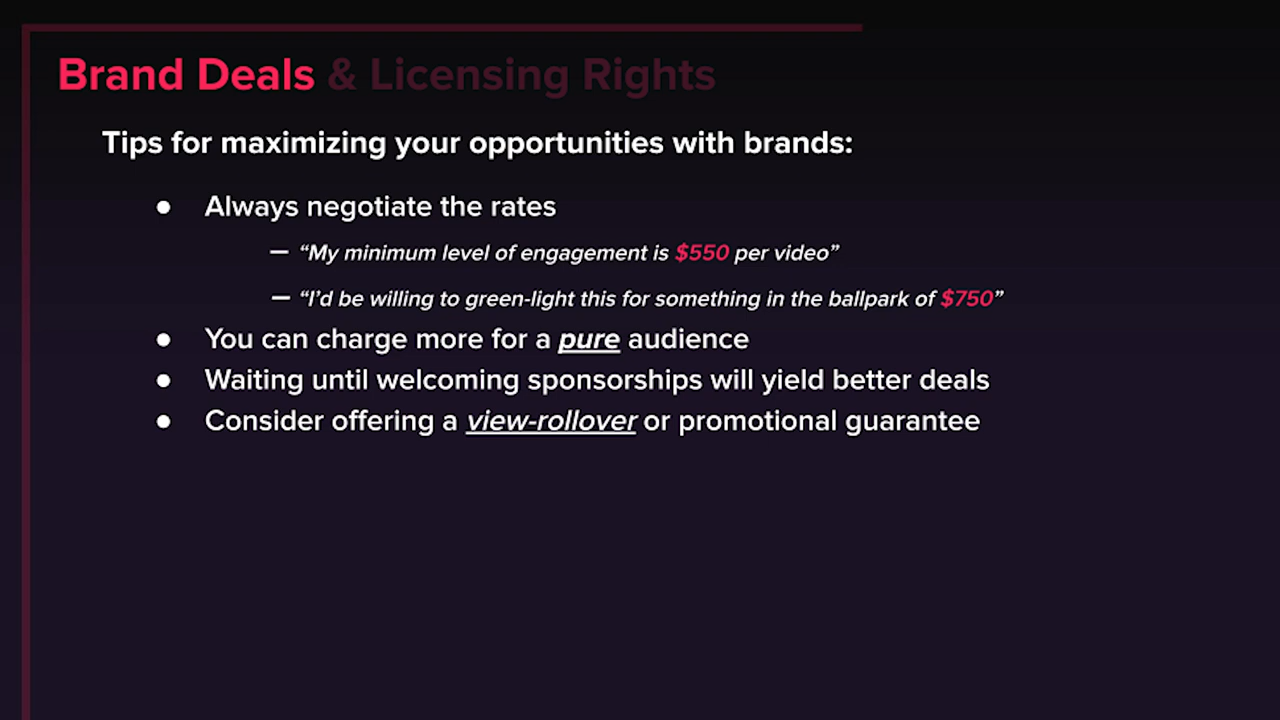 Brand Deals & Licensing Rights
Tips for maximizing your opportunities with brands:
● Always negotiate the rates
— “My minimum level of engagement is $550 per video”
— “I’d be willing to green-light this for something in the ballpark of $750”
● You can charge more for a pure audience
● Waiting until welcoming sponsorships will yield better deals
● Consider offering a view-rollover or promotional guarantee